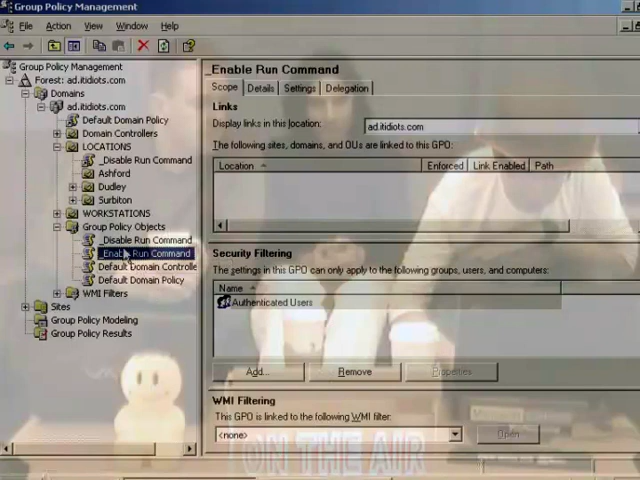 Group Policy Management
File Action View Window Help
Group Policy Management
Forest: ad.itidiots.com
Domains
ad.itidiots.com
Default Domain Policy
Domain Controllers
LOCATIONS
_Disable Run Command
Ashford
Dudley
Surbiton
WORKSTATIONS
Group Policy Objects
_Disable Run Command
_Enable Run Command
Default Domain Controlle
Default Domain Policy
WMI Filters
Sites
Group Policy Modeling
Group Policy Results
_Enable Run Command
Scope Details Settings Delegation
Links
Display links in this location:
ad.itidiots.com
The following sites, domains, and OUs are linked to this GPO:
Location Enforced Link Enabled Path
Security Filtering
The settings in this GPO can only apply to the following groups, users, and computers:
Name
Authenticated Users
Add... Remove Properties
WMI Filtering
This GPO is linked to the following WMI filter:
<none> Open
ON THE AIR